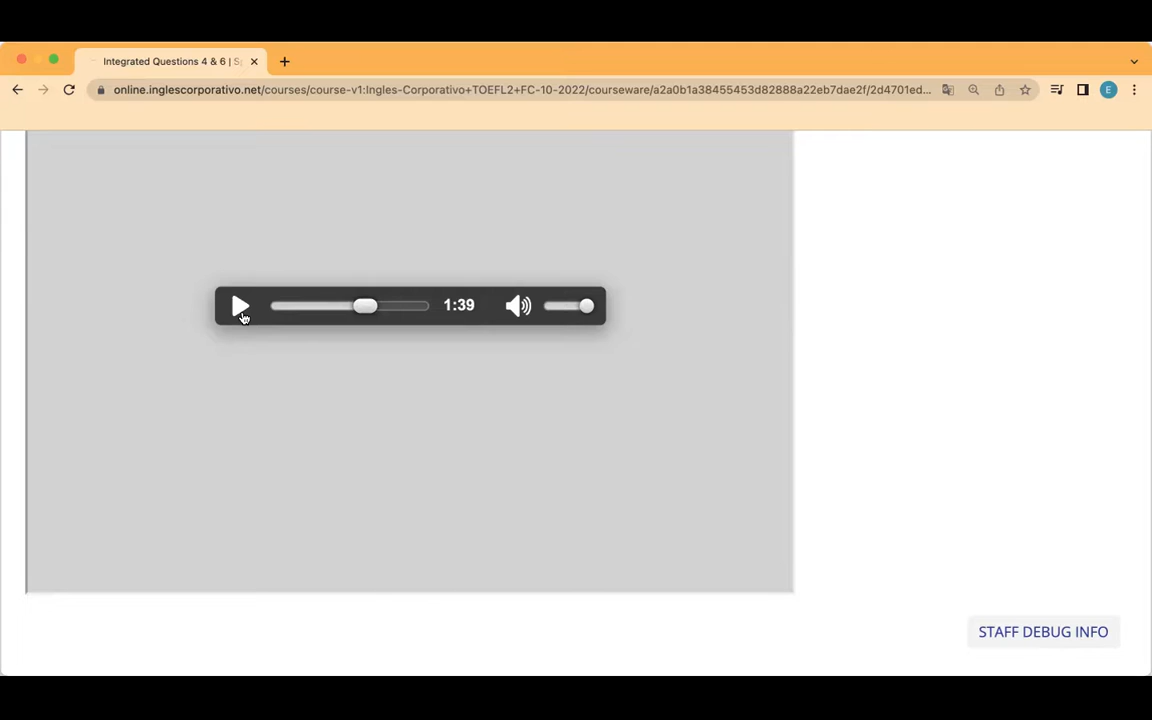 Integrated Questions 4 & 6 | S
online.inglescorporativo.net/courses/course-v1:Ingles-Corporativo+TOEFL2+FC-10-2022/courseware/a2a0b1a38455453d82888a22eb7dae2f/2d4701ed...
E
1:39
STAFF DEBUG INFO